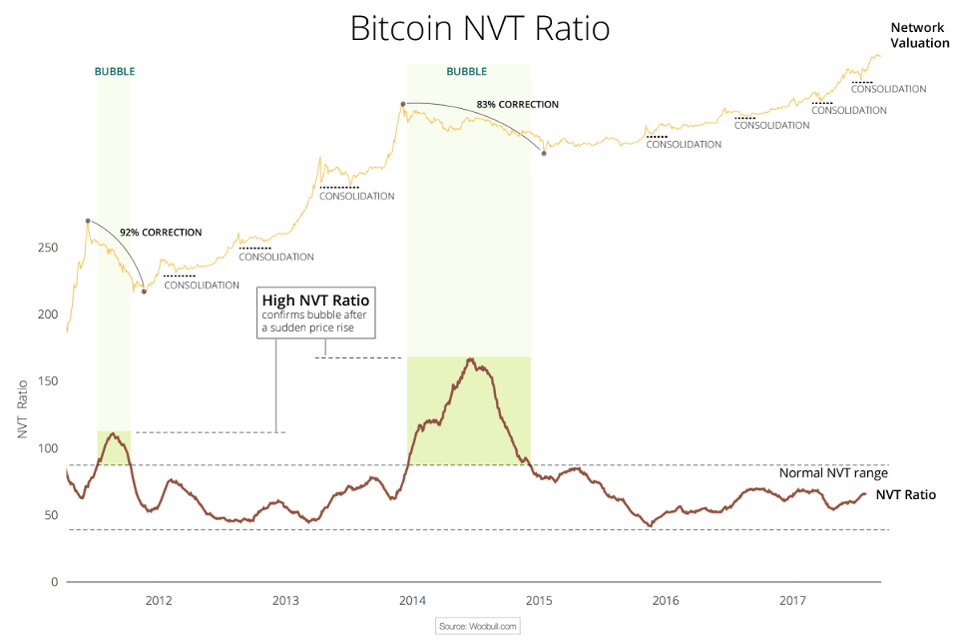 Bitcoin NVT Ratio
Network
Valuation
BUBBLE
BUBBLE
83% CORRECTION
CONSOLIDATION
CONSOLIDATION
CONSOLIDATION
CONSOLIDATION
CONSOLIDATION
92% CORRECTION
CONSOLIDATION
CONSOLIDATION
High NVT Ratio
confirms bubble after
a sudden price rise
NVT Ratio
250
200
150
100
50
0
Normal NVT range
NVT Ratio
2012
2013
2014
2015
2016
2017
Source: Woobull.com